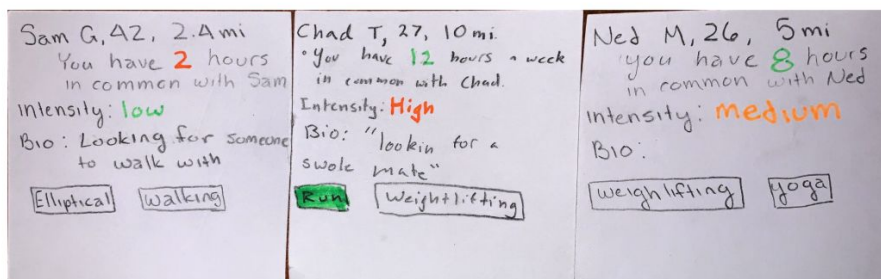 Sam G, 42, 2.4 mi
You have 2 hours
in common with Sam
Intensity: low
Bio: Looking for someone
to walk with
Elliptical
Walking
Chad T, 27, 10 mi.
• You have 12 hours a week
in common with Chad.
Intensity: High
Bio: "lookin for a
swole mate"
Run
Weightlifting
Ned M, 26, 5 mi
you have 8 hours
in common with Ned
Intensity: medium
Bio:
weighlifting
yoga